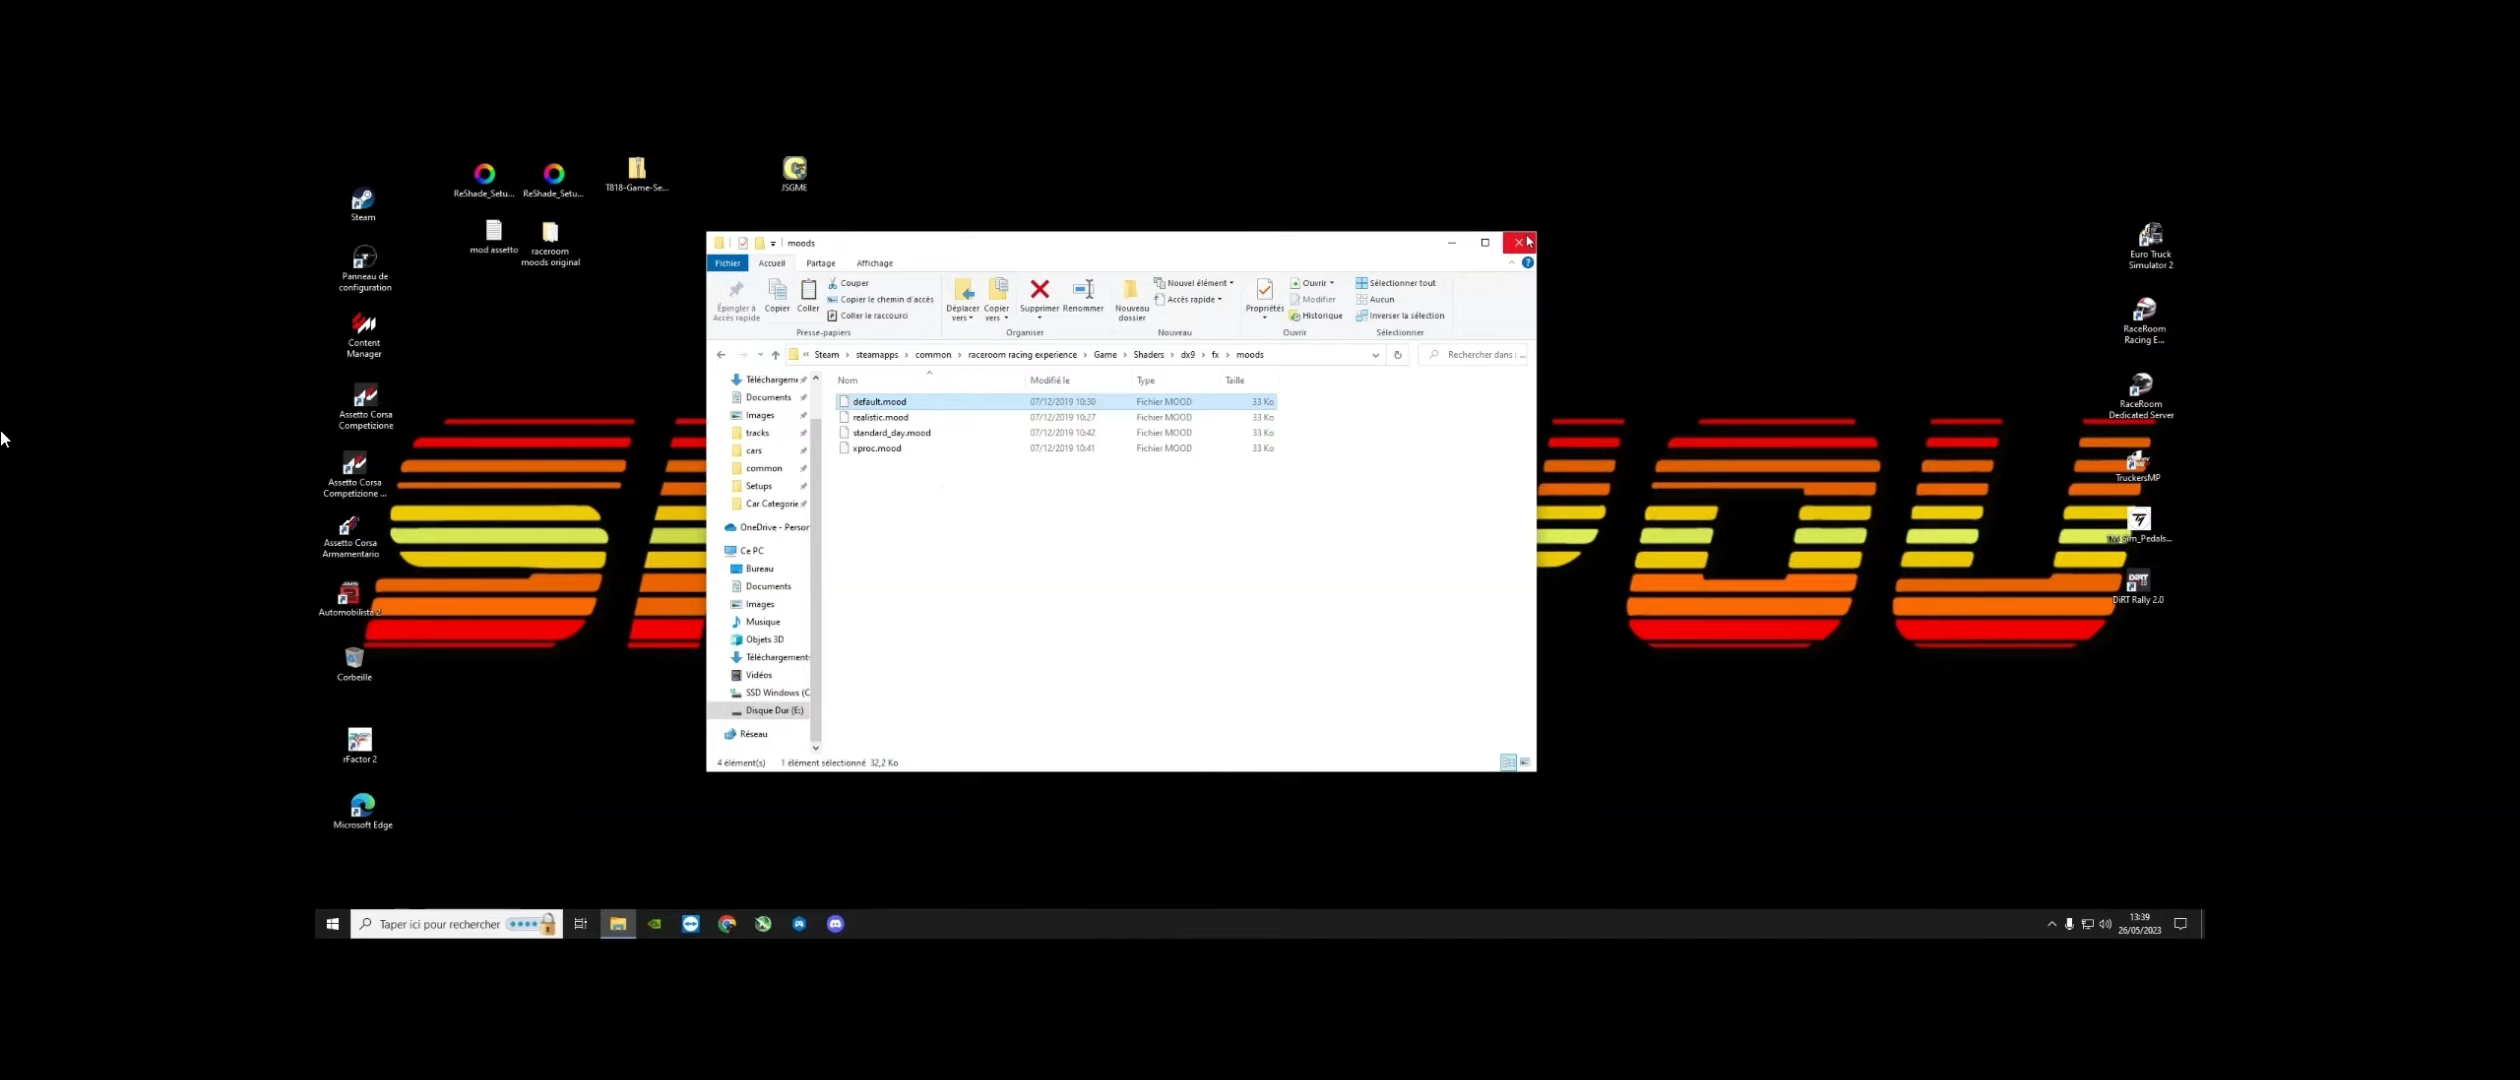 ReShade_Setu...
ReShade_Setu...
T818-Game-Se...
JSGME
Steam
mod assetto
raceroom
moods original
Panneau de
configuration
Content
Manager
Assetto Corsa
Competizione
Assetto Corsa
Competizione ...
Assetto Corsa
Armamentario
Automobilista 2
Corbeille
rFactor 2
Microsoft Edge
moods
Fichier
Accueil
Partage
Affichage
Épingler à
Accès rapide
Copier
Coller
Couper
Copier le chemin d'accès
Coller le raccourci
Presse-papiers
Déplacer
vers
Copier
vers
Supprimer
Renommer
Organiser
Nouveau
dossier
Nouvel élément
Accès rapide
Nouveau
Propriétés
Ouvrir
Modifier
Historique
Ouvrir
Sélectionner tout
Aucun
Inverser la sélection
Sélectionner
« Steam › steamapps › common › raceroom racing experience › Game › Shaders › dx9 › fx › moods
Rechercher dans : ...
Téléchargeme
Documents
Images
tracks
cars
common
Setups
Car Categorie
OneDrive - Person
Ce PC
Bureau
Documents
Images
Musique
Objets 3D
Téléchargements
Vidéos
SSD Windows (C
Disque Dur (E:)
Réseau
Nom Modifié le Type Taille
default.mood 07/12/2019 10:30 Fichier MOOD 33 Ko
realistic.mood 07/12/2019 10:27 Fichier MOOD 33 Ko
standard_day.mood 07/12/2019 10:42 Fichier MOOD 33 Ko
xproc.mood 07/12/2019 10:41 Fichier MOOD 33 Ko
4 élément(s) 1 élément sélectionné 32,2 Ko
Euro Truck
Simulator 2
RaceRoom
Racing E...
RaceRoom
Dedicated Server
TruckersMP
DiRT Rally 2.0
Taper ici pour rechercher
13:39
26/05/2023